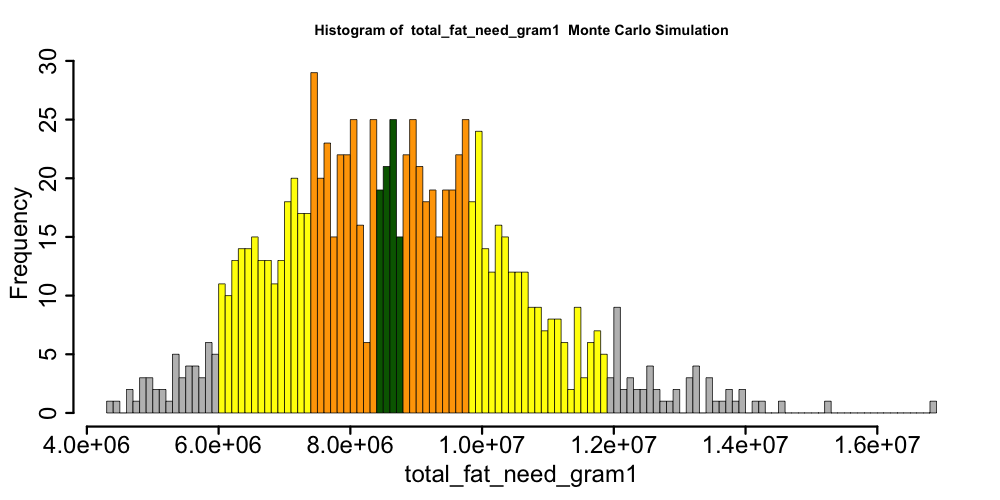 Histogram of  total_fat_need_gram1  Monte Carlo Simulation
30
25
20
15
10
5
0
Frequency
4.0e+06 6.0e+06 8.0e+06 1.0e+07 1.2e+07 1.4e+07 1.6e+07
total_fat_need_gram1